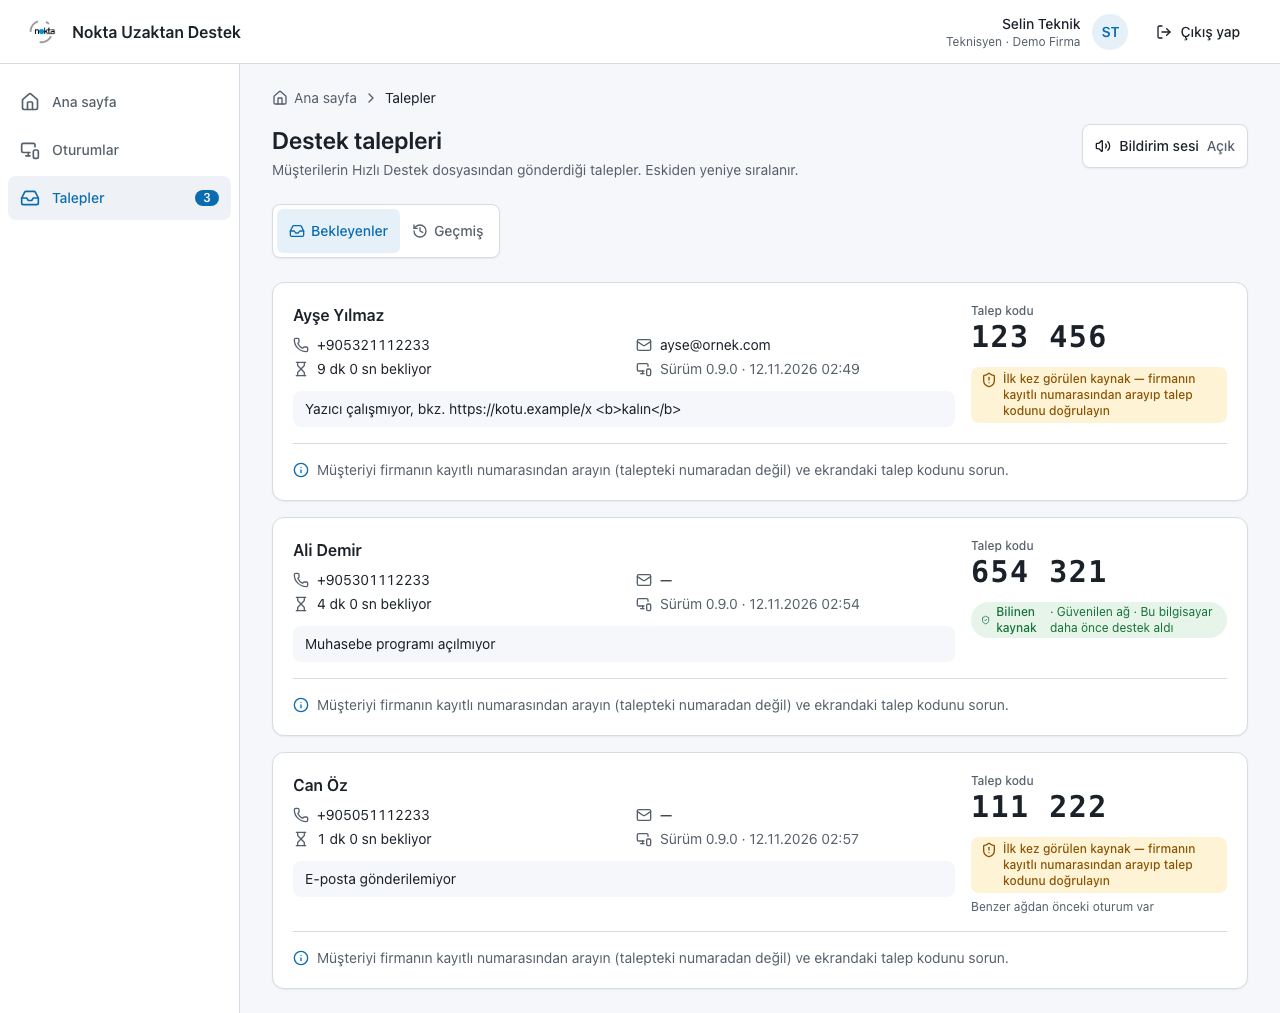 nokta
Nokta Uzaktan Destek
Selin Teknik
Teknisyen · Demo Firma
ST
Çıkış yap
Ana sayfa
Oturumlar
Talepler
3
Ana sayfa
Talepler
Destek talepleri
Müşterilerin Hızlı Destek dosyasından gönderdiği talepler. Eskiden yeniye sıralanır.
Bildirim sesi Açık
Bekleyenler
Geçmiş
Ayşe Yılmaz
+905321112233
ayse@ornek.com
9 dk 0 sn bekliyor
Sürüm 0.9.0 · 12.11.2026 02:49
Yazıcı çalışmıyor, bkz. https://kotu.example/x <b>kalın</b>
Talep kodu
123 456
İlk kez görülen kaynak — firmanın
kayıtlı numarasından arayıp talep
kodunu doğrulayın
Müşteriyi firmanın kayıtlı numarasından arayın (talepteki numaradan değil) ve ekrandaki talep kodunu sorun.
Ali Demir
+905301112233
—
4 dk 0 sn bekliyor
Sürüm 0.9.0 · 12.11.2026 02:54
Muhasebe programı açılmıyor
Talep kodu
654 321
Bilinen
kaynak
· Güvenilen ağ · Bu bilgisayar
daha önce destek aldı
Müşteriyi firmanın kayıtlı numarasından arayın (talepteki numaradan değil) ve ekrandaki talep kodunu sorun.
Can Öz
+905051112233
—
1 dk 0 sn bekliyor
Sürüm 0.9.0 · 12.11.2026 02:57
E-posta gönderilemiyor
Talep kodu
111 222
İlk kez görülen kaynak — firmanın
kayıtlı numarasından arayıp talep
kodunu doğrulayın
Benzer ağdan önceki oturum var
Müşteriyi firmanın kayıtlı numarasından arayın (talepteki numaradan değil) ve ekrandaki talep kodunu sorun.